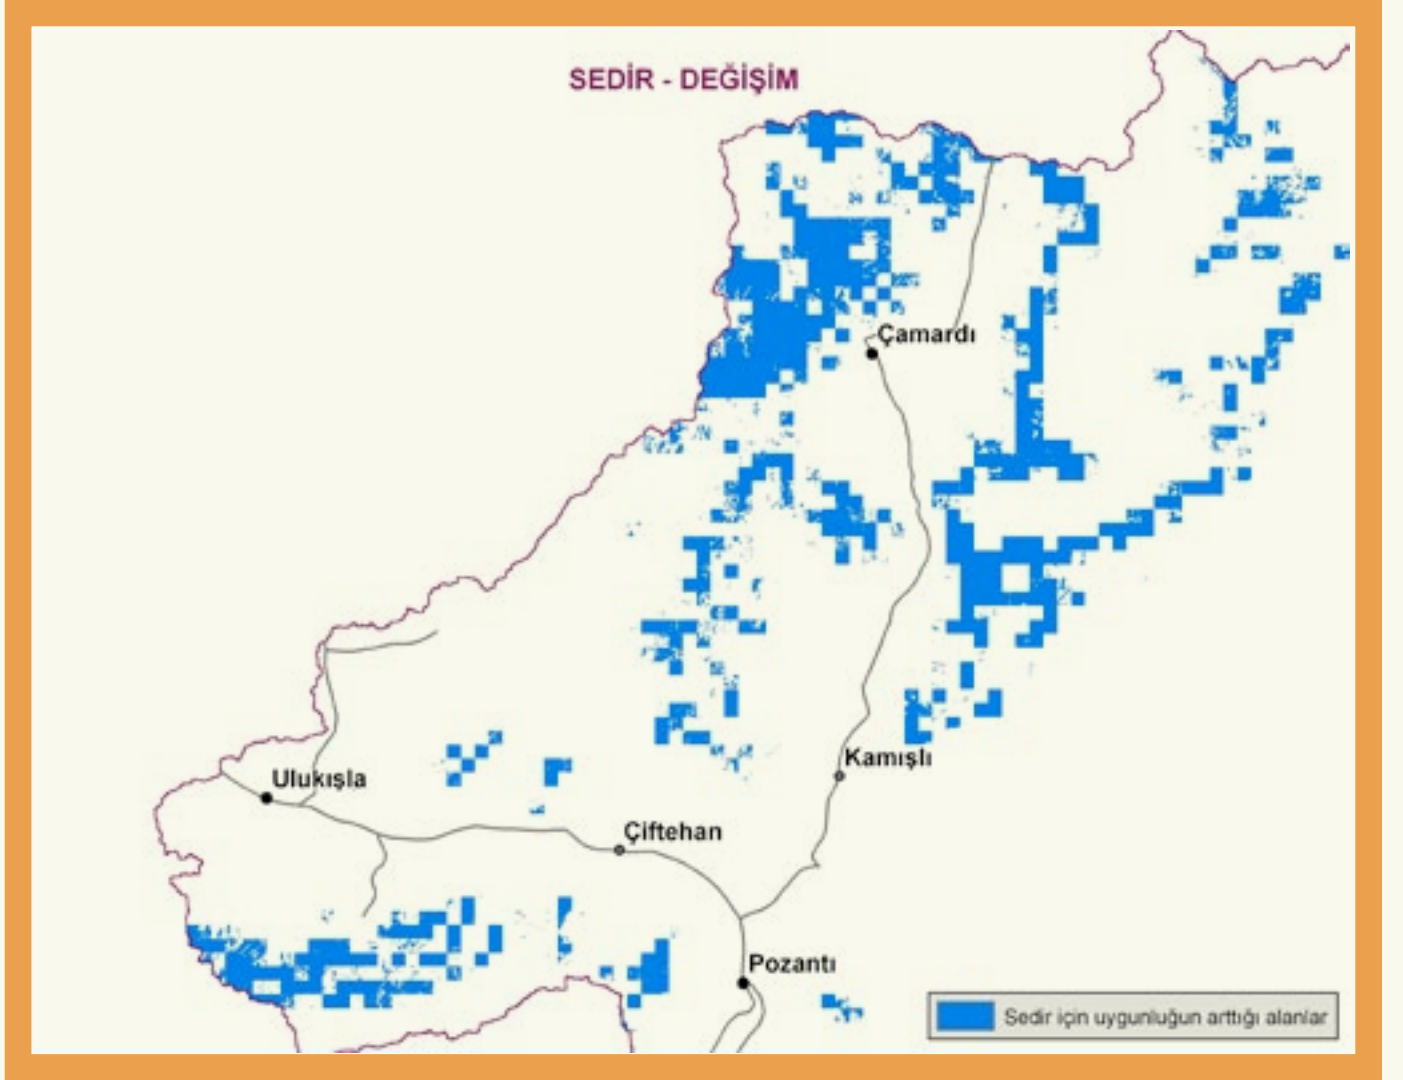 SEDİR - DEĞİŞİM
Çamardı
Kamışlı
Ulukışla
Çiftehan
Pozantı
Sedir için uygunluğun arttığı alanlar